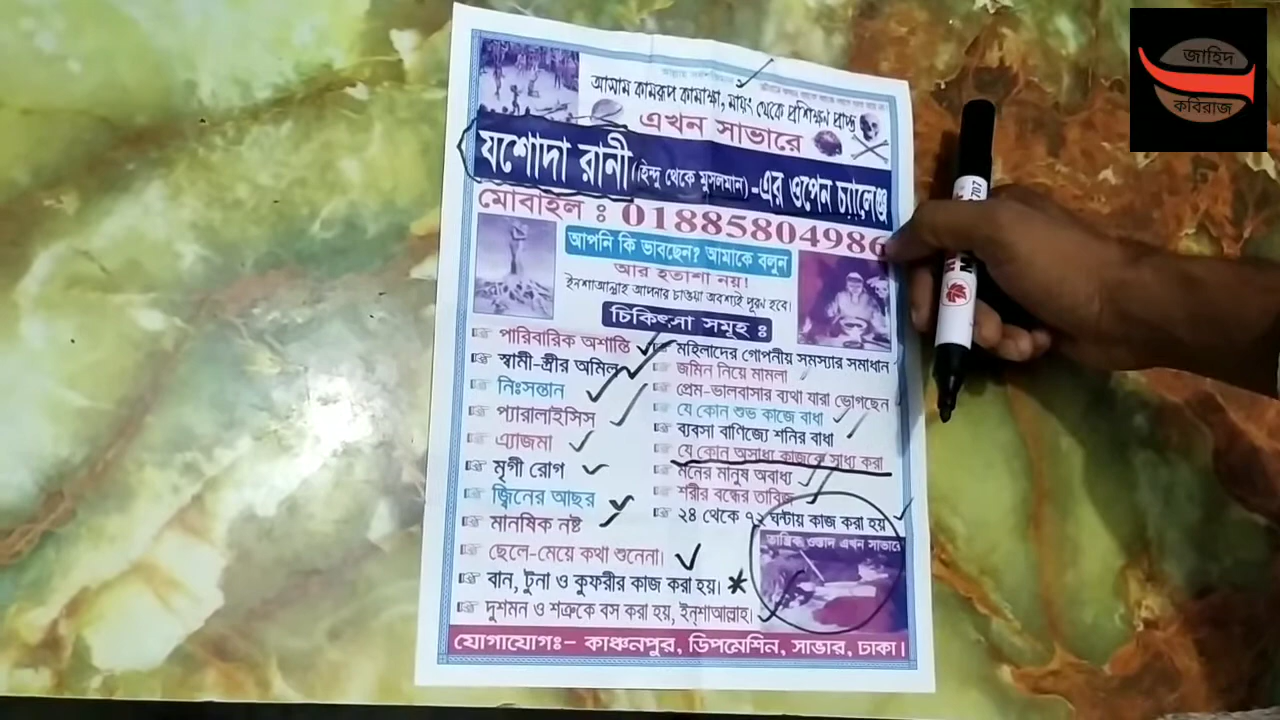 জাহিদ
কবিরাজ
আসাম কামরূপ কামাক্ষা, মায়ং থেকে প্রশিক্ষণ প্রাপ্ত
এখন সাভারে
যশোদা রানী (হিন্দু থেকে মুসলমান) -এর ওপেন চ্যালেঞ্জ
মোবাইল : 01885804986
আপনি কি ভাবছেন? আমাকে বলুন
আর হতাশা নয়!
ইনশাআল্লাহ আপনার চাওয়া অবশ্যই পূরণ হবে।
চিকিৎসা সমূহ :
পারিবারিক অশান্তি
স্বামী-স্ত্রীর অমিল
নিঃসন্তান
প্যারালাইসিস
এ্যাজমা
মৃগী রোগ
জ্বিনের আছর
মানষিক নষ্ট
ছেলে-মেয়ে কথা শুনেনা।
বান, টুনা ও কুফরীর কাজ করা হয়।
দুশমন ও শত্রুকে বস করা হয়, ইন্শাআল্লাহ।
মহিলাদের গোপনীয় সমস্যার সমাধান
জমিন নিয়ে মামলা
প্রেম-ভালবাসার ব্যথা যারা ভোগছেন
যে কোন শুভ কাজে বাধা
ব্যবসা বাণিজ্যে শনির বাধা
যে কোন অসাধ্য কাজকে সাধ্য করা
মনের মানুষ অবাধ্য
শরীর বন্ধের তাবিজ
২৪ থেকে ৭২ ঘন্টায় কাজ করা হয়
তান্ত্রিক ওস্তাদ এখন সাভারে
যোগাযোগঃ- কাঞ্চনপুর, ডিপমেশিন, সাভার, ঢাকা।